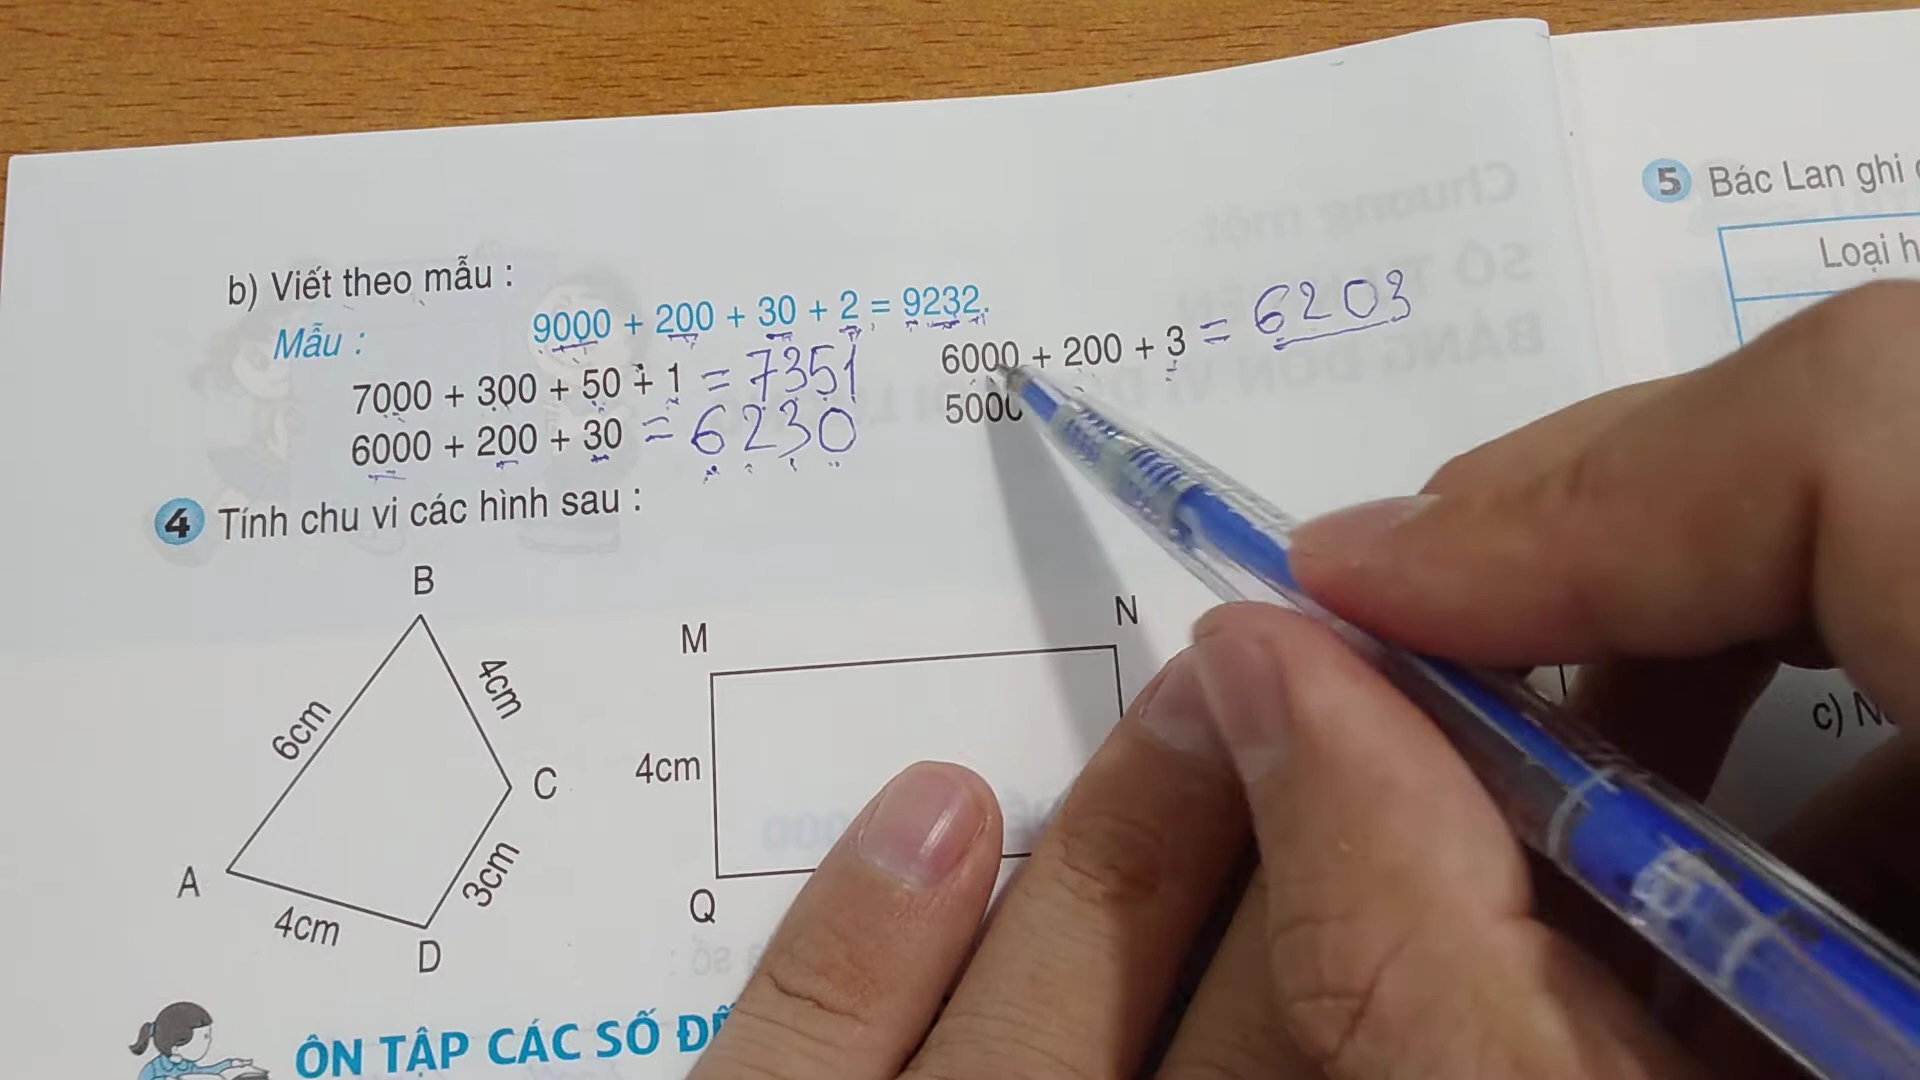 b) Viết theo mẫu :
Mẫu : 9000 + 200 + 30 + 2 = 9232.
7000 + 300 + 50 + 1 = 7351
6000 + 200 + 30 = 6230
6000 + 200 + 3 = 6203
5000
4 Tính chu vi các hình sau :
B
6cm
4cm
A
C
4cm
3cm
D
M
N
4cm
Q
ÔN TẬP CÁC SỐ
5 Bác Lan ghi
Loại
c)